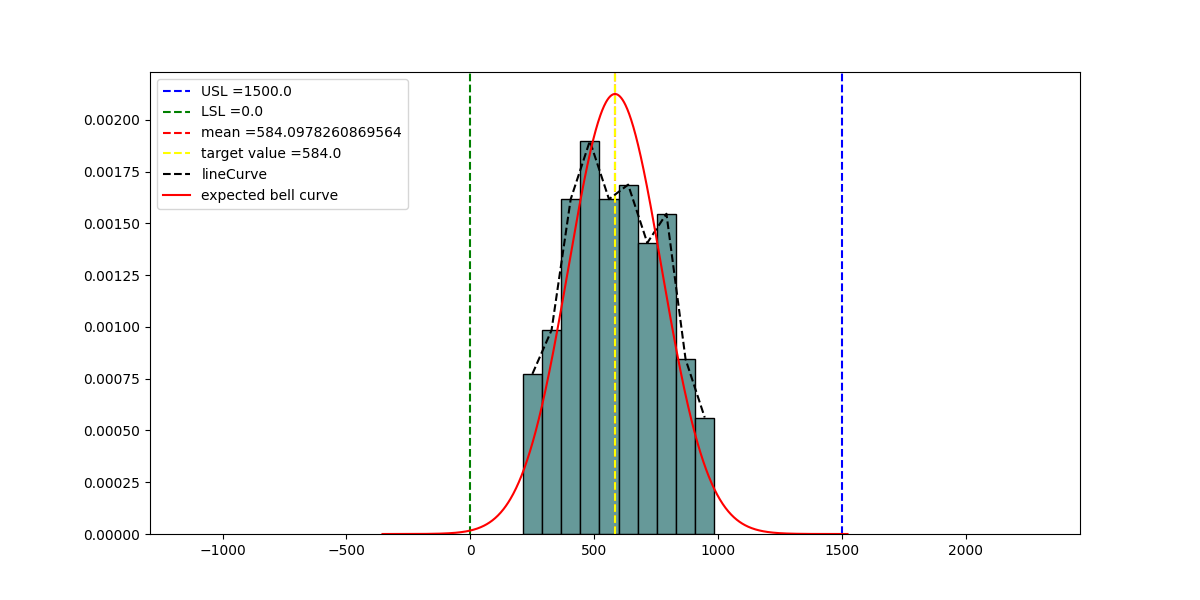 USL =1500.0
LSL =0.0
mean =584.0978260869564
target value =584.0
lineCurve
expected bell curve
0.00200
0.00175
0.00150
0.00125
0.00100
0.00075
0.00050
0.00025
0.00000
−1000 −500 0 500 1000 1500 2000